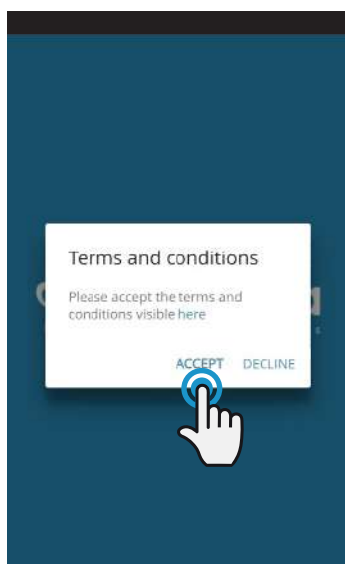 Terms and conditions
Please accept the terms and
conditions visible here
ACCEPT DECLINE